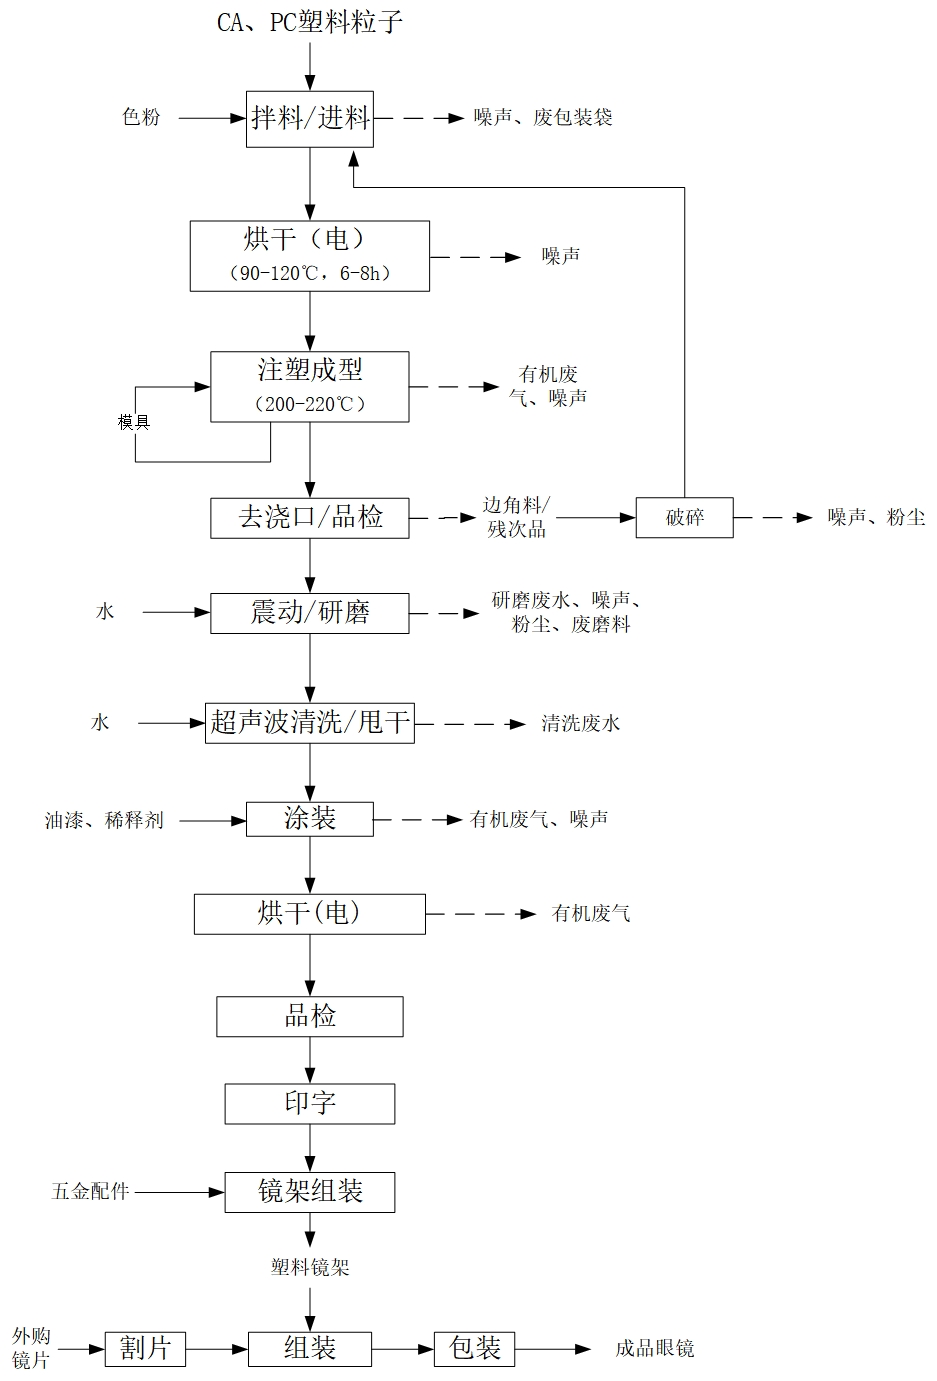 CA、PC塑料粒子
色粉
拌料/进料
噪声、废包装袋
烘干（电）
（90-120℃，6-8h）
噪声
注塑成型
（200-220℃）
有机废
气、噪声
模具
去浇口/品检
边角料/
残次品
破碎
噪声、粉尘
水
震动/研磨
研磨废水、噪声、
粉尘、废磨料
水
超声波清洗/甩干
清洗废水
油漆、稀释剂
涂装
有机废气、噪声
烘干(电)
有机废气
品检
印字
五金配件
镜架组装
塑料镜架
外购
镜片
割片
组装
包装
成品眼镜